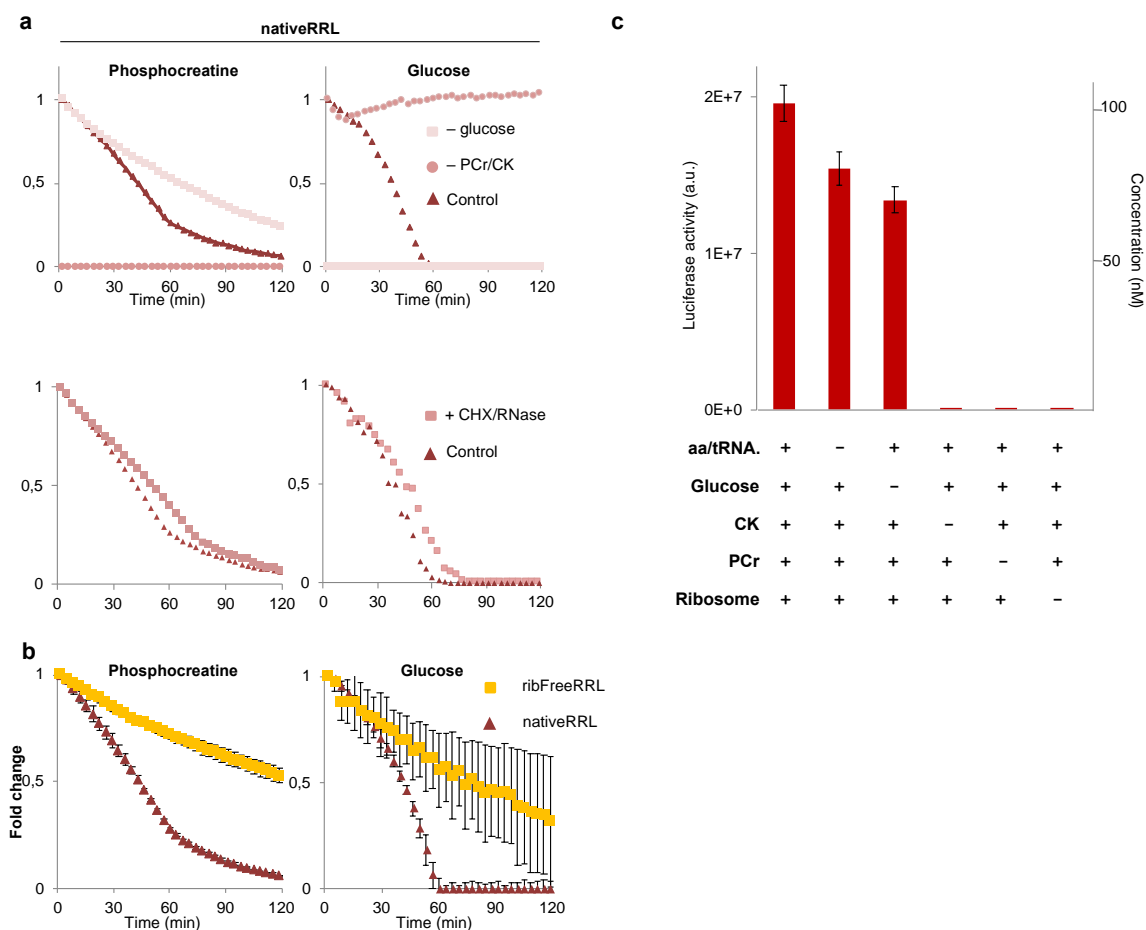 a
nativeRRL
Phosphocreatine
Glucose
1
0,5
0
0 30 60 90 120
Time (min)
1
0,5
0
0 30 60 90 120
Time (min)
– glucose
– PCr/CK
Control
1
0,5
0
0 30 60 90 120
Time (min)
1
0,5
0
0 30 60 90 120
Time (min)
+ CHX/RNase
Control
b
Phosphocreatine
Glucose
Fold change
1
0,5
0
0 30 60 90 120
Time (min)
1
0,5
0
0 30 60 90 120
Time (min)
ribFreeRRL
nativeRRL
c
Luciferase activity (a.u.)
2E+7
1E+7
0E+0
100
50
Concentration (nM)
aa/tRNA. + – + + + +
Glucose + + – + + +
CK + + + – + +
PCr + + + + – +
Ribosome + + + + + –